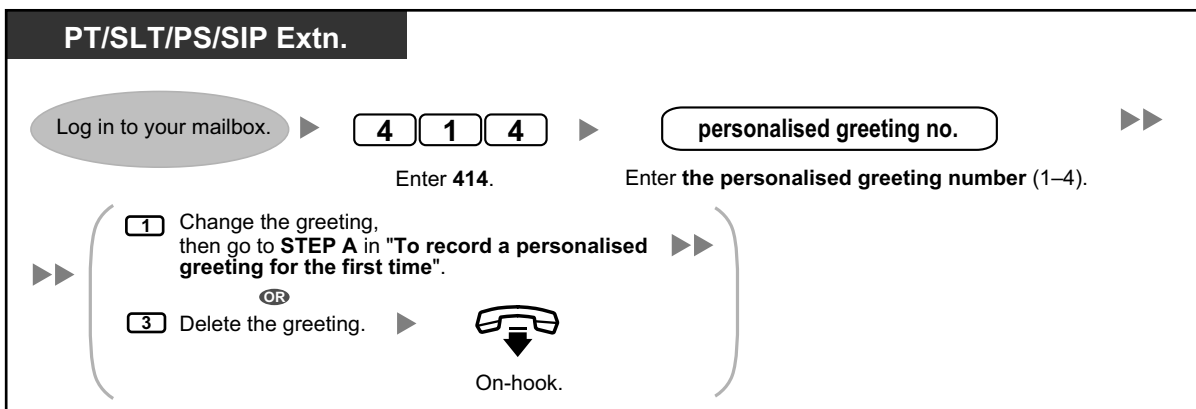 PT/SLT/PS/SIP Extn.
Log in to your mailbox.
4 1 4
personalised greeting no.
Enter 414.
Enter the personalised greeting number (1–4).
1 Change the greeting,
then go to STEP A in "To record a personalised
greeting for the first time".
OR
3 Delete the greeting.
On-hook.